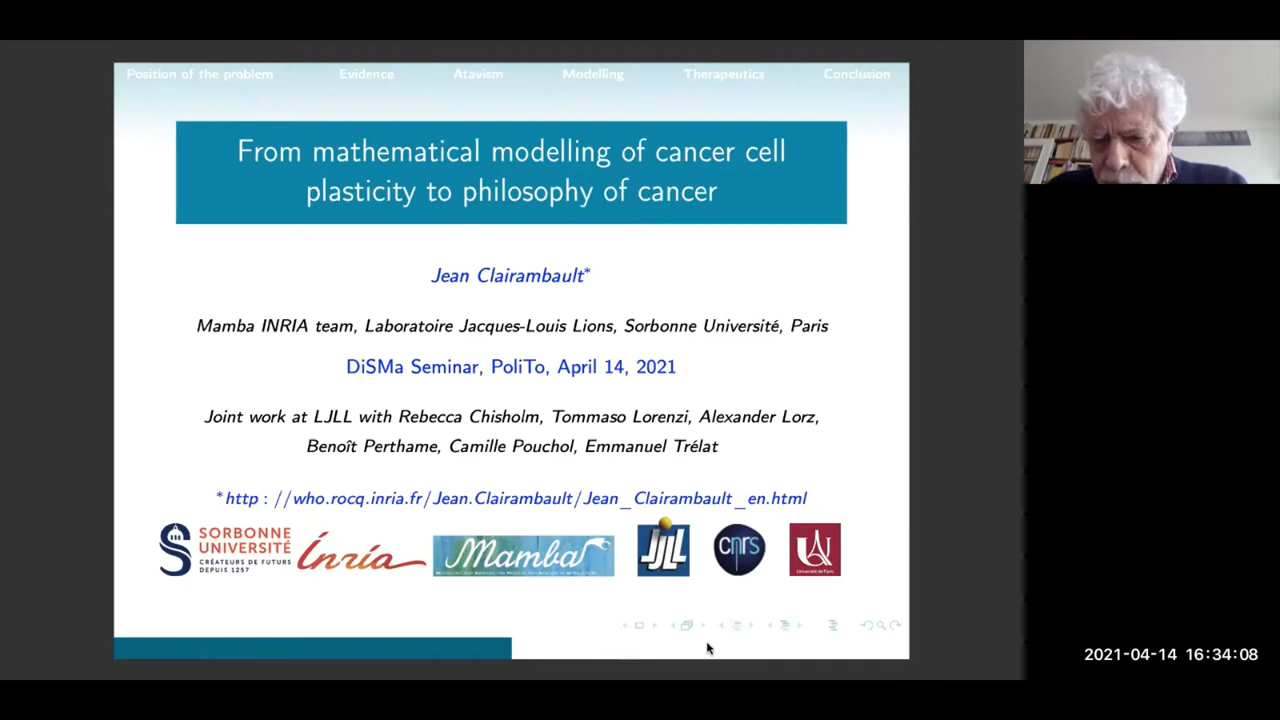 Position of the problem Evidence Atavism Modelling Therapeutics Conclusion
From mathematical modelling of cancer cell
plasticity to philosophy of cancer
Jean Clairambault*
Mamba INRIA team, Laboratoire Jacques-Louis Lions, Sorbonne Université, Paris
DiSMa Seminar, PoliTo, April 14, 2021
Joint work at LJLL with Rebecca Chisholm, Tommaso Lorenzi, Alexander Lorz,
Benoît Perthame, Camille Pouchol, Emmanuel Trélat
*http : //who.rocq.inria.fr/Jean.Clairambault/Jean_Clairambault_en.html
SORBONNE
UNIVERSITÉ
CRÉATEURS DE FUTURS
DEPUIS 1257
Inria
Mamba
JJLL
cnrs
Université de Paris
2021-04-14 16:34:08